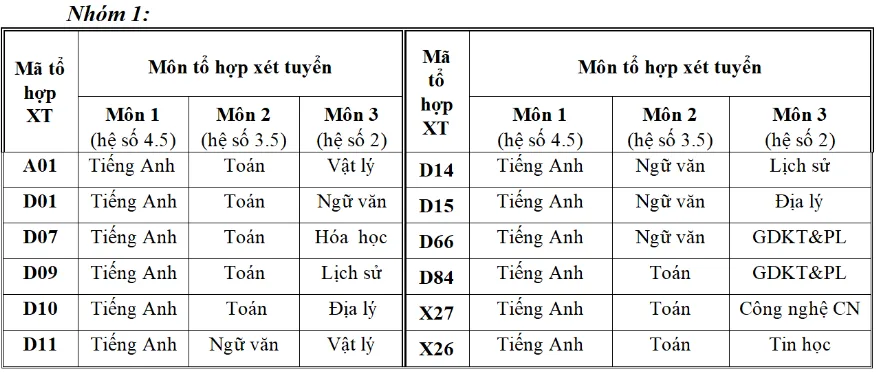 Nhóm 1:
Mã tổ hợp XT | Môn tổ hợp xét tuyển | Mã tổ hợp XT | Môn tổ hợp xét tuyển
Môn 1 (hệ số 4.5) | Môn 2 (hệ số 3.5) | Môn 3 (hệ số 2) | Môn 1 (hệ số 4.5) | Môn 2 (hệ số 3.5) | Môn 3 (hệ số 2)
A01 | Tiếng Anh | Toán | Vật lý | D14 | Tiếng Anh | Ngữ văn | Lịch sử
D01 | Tiếng Anh | Toán | Ngữ văn | D15 | Tiếng Anh | Ngữ văn | Địa lý
D07 | Tiếng Anh | Toán | Hóa học | D66 | Tiếng Anh | Ngữ văn | GDKT&PL
D09 | Tiếng Anh | Toán | Lịch sử | D84 | Tiếng Anh | Toán | GDKT&PL
D10 | Tiếng Anh | Toán | Địa lý | X27 | Tiếng Anh | Toán | Công nghệ CN
D11 | Tiếng Anh | Ngữ văn | Vật lý | X26 | Tiếng Anh | Toán | Tin học